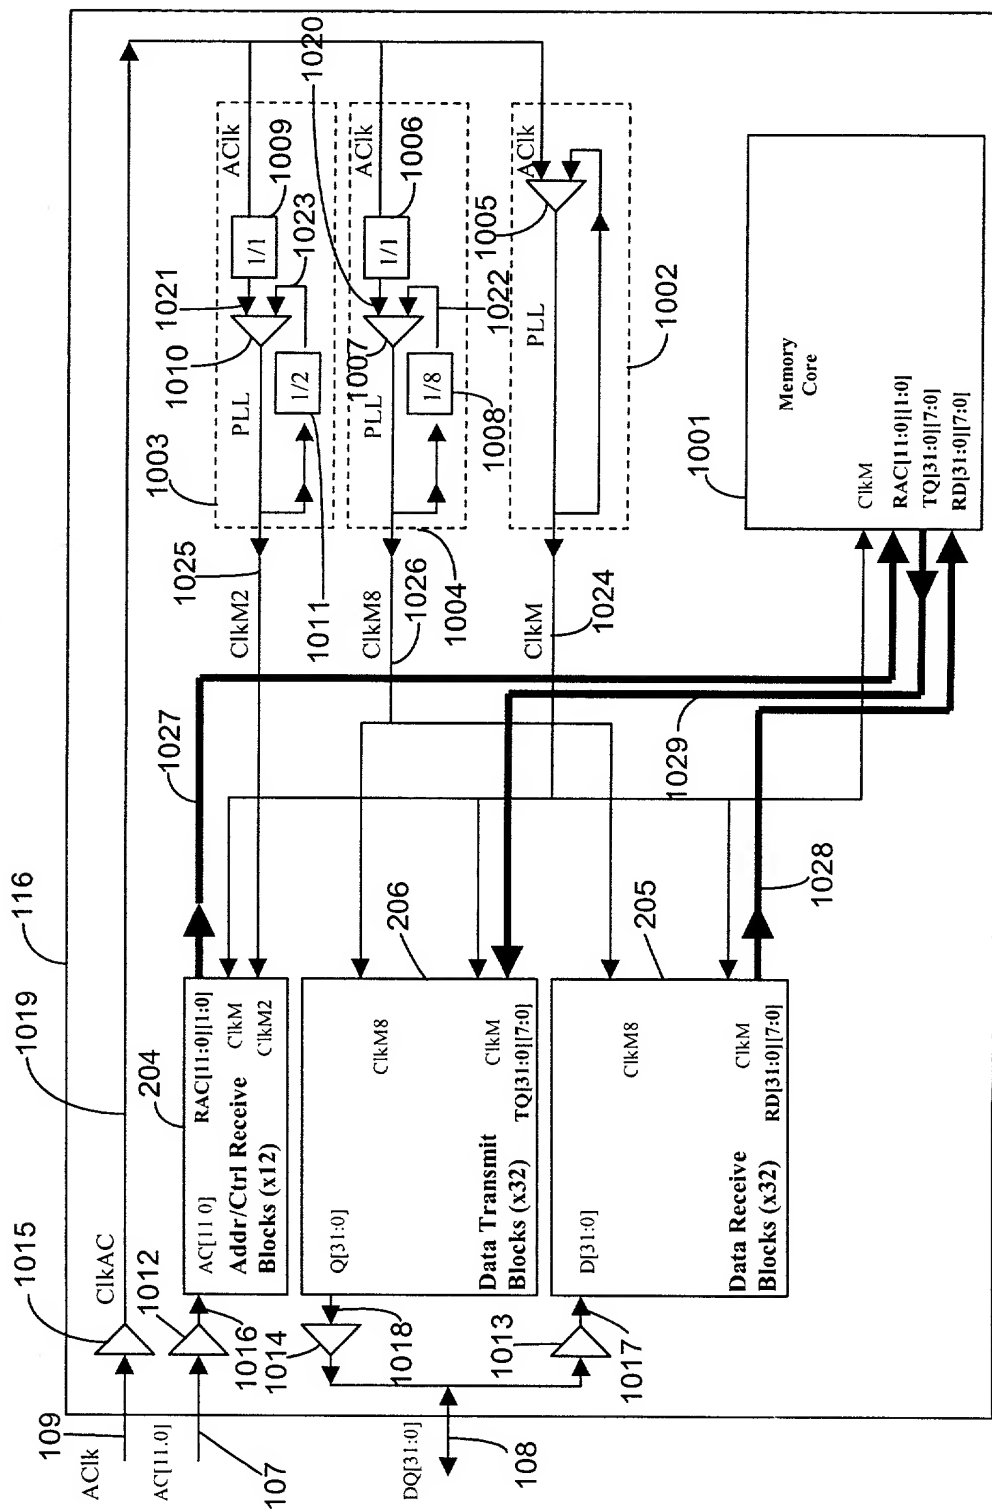 116
1019
1015
ClkAC
109
AClk
1012
204
AC[11.0]
107
1016
AC[11 0]
RAC[11:0][1:0]
Addr/Ctrl Receive
Blocks (x12)
ClkM
ClkM2
1014
1018
Q[31:0]
ClkM8
206
Data Transmit
Blocks (x32)
ClkM
TQ[31:0][7:0]
DQ[31:0]
108
1013
1017
D[31:0]
ClkM8
205
Data Receive
Blocks (x32)
ClkM
RD[31:0][7:0]
1027
1029
1028
ClkM2
1025
1003
PLL
1010
1021
1/1
AClk
1009
1023
1/2
1011
1020
ClkM8
1026
1004
PLL
1007
1/1
AClk
1006
1022
1/8
1008
ClkM
1024
PLL
AClk
1005
1002
1001
Memory
Core
ClkM
RAC[11:0][1:0]
TQ[31:0][7:0]
RD[31:0][7:0]